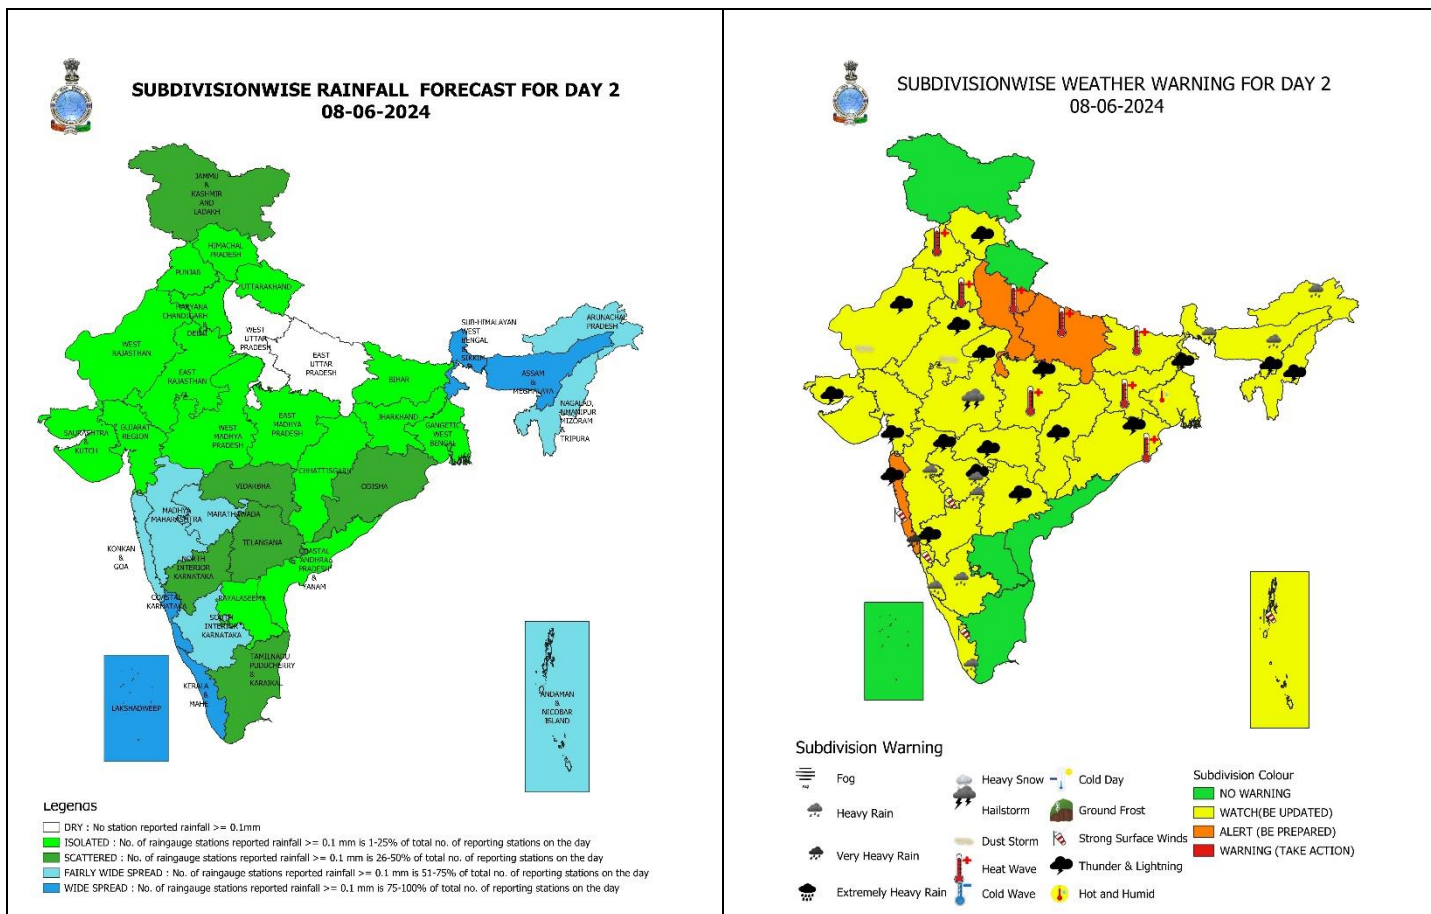 SUBDIVISIONWISE RAINFALL FORECAST FOR DAY 2
08-06-2024
JAMMU
&
KASHMIR
AND
LADAKH
HIMACHAL
PRADESH
PUNJAB
UTTARAKHAND
HARYANA
CHANDIGARH
&
DELHI
WEST
UTTAR
PRADESH
EAST
UTTAR
PRADESH
WEST
RAJASTHAN
EAST
RAJASTHAN
SUB-HIMALAYAN
WEST
BENGAL
&
SIKKIM
ARUNACHAL
PRADESH
ASSAM
&
MEGHALAYA
NAGALAD,
MANIPUR
MIZORAM
&
TRIPURA
BIHAR
JHARKHAND
GANGETIC
WEST
BENGAL
SAURASHTRA
&
KUTCH
GUJARAT
REGION
WEST
MADHYA
PRADESH
EAST
MADHYA
PRADESH
CHHATTISGARH
ODISHA
VIDARBHA
MADHYA
MAHARASHTRA
MARATHAWADA
TELANGANA
KONKAN
&
GOA
NORTH
INTERIOR
KARNATAKA
COASTAL
ANDHRA
PRADESH
&
YANAM
COASTAL
KARNATAKA
RAYALASEEMA
SOUTH
INTERIOR
KARNATAKA
TAMILNADU
PUDUCHERRY
&
KARAIKAL
KERALA
&
MAHE
LAKSHADWEEP
ANDAMAN
&
NICOBAR
ISLAND
Legends
DRY : No station reported rainfall >= 0.1mm
ISOLATED : No. of raingauge stations reported rainfall >= 0.1 mm is 1-25% of total no. of reporting stations on the day
SCATTERED : No. of raingauge stations reported rainfall >= 0.1 mm is 26-50% of total no. of reporting stations on the day
FAIRLY WIDE SPREAD : No. of raingauge stations reported rainfall >= 0.1 mm is 51-75% of total no. of reporting stations on the day
WIDE SPREAD : No. of raingauge stations reported rainfall >= 0.1 mm is 75-100% of total no. of reporting stations on the day
SUBDIVISIONWISE WEATHER WARNING FOR DAY 2
08-06-2024
Subdivision Warning
Fog
Heavy Rain
Very Heavy Rain
Extremely Heavy Rain
Heavy Snow
Hailstorm
Dust Storm
Heat Wave
Cold Wave
Cold Day
Ground Frost
Strong Surface Winds
Thunder & Lightning
Hot and Humid
Subdivision Colour
NO WARNING
WATCH(BE UPDATED)
ALERT (BE PREPARED)
WARNING (TAKE ACTION)